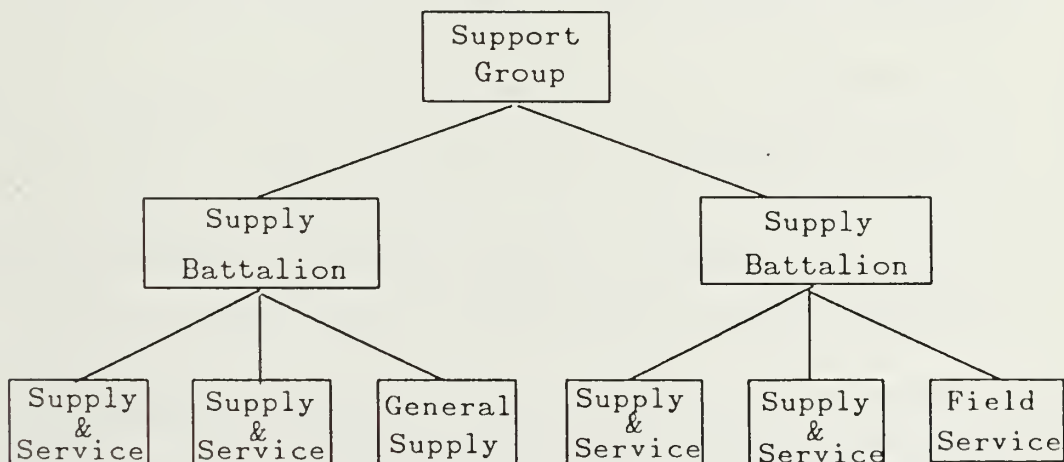 Support
Group
Supply
Battalion
Supply
Battalion
Supply
&
Service
Supply
&
Service
General
Supply
Supply
&
Service
Supply
&
Service
Field
Service